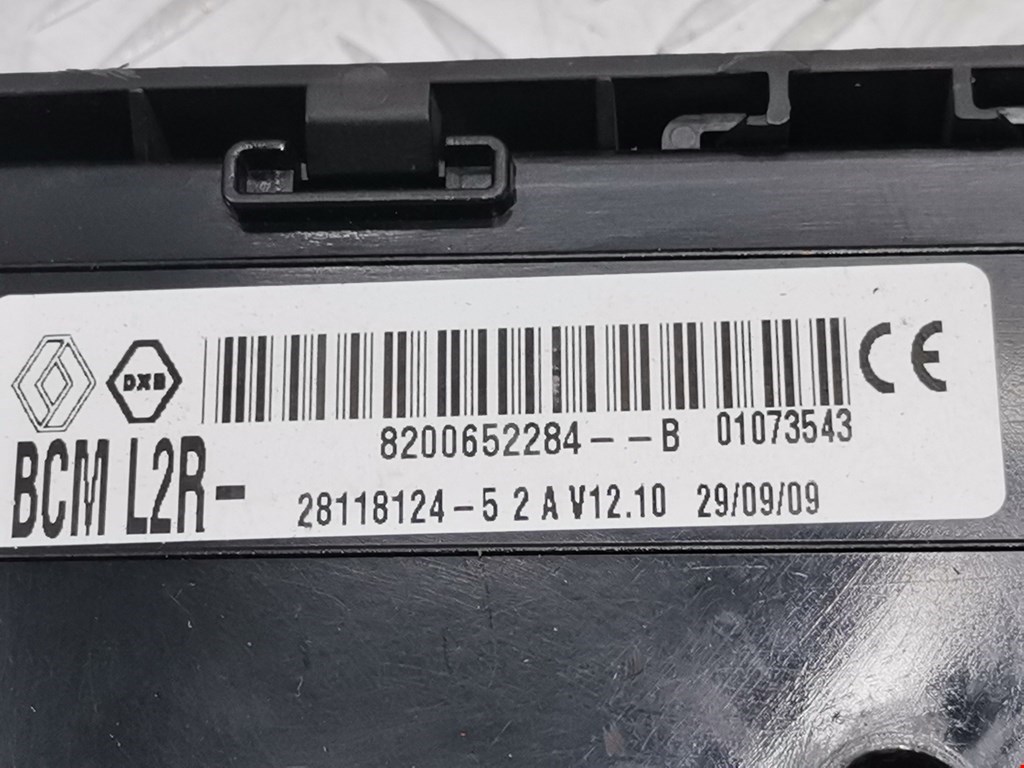 DXB
8200652284--B 01073543
CE
BCM L2R-
28118124-5 2 A V12.10 29/09/09